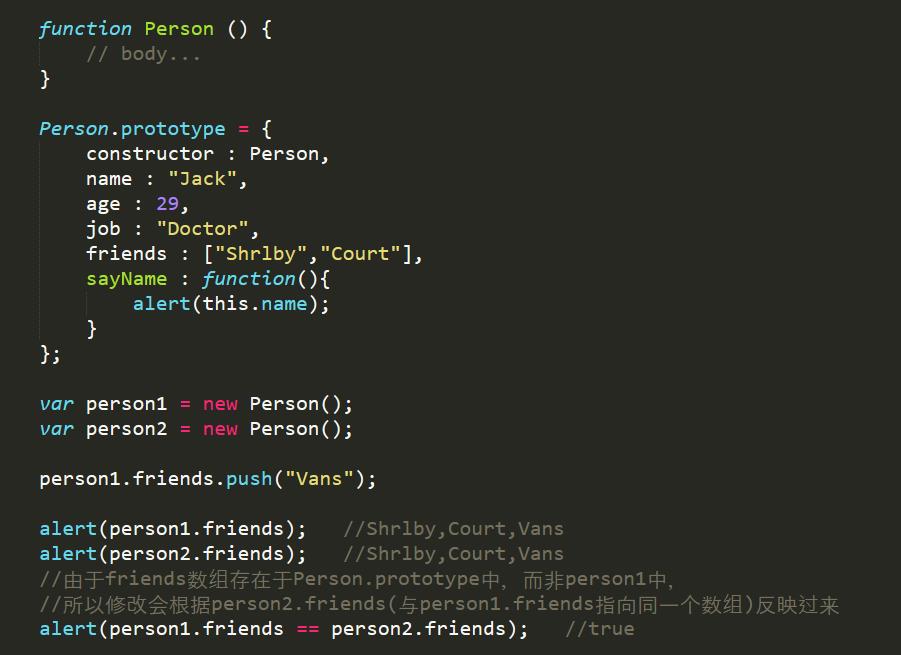 function Person () {
    // body...
}
Person.prototype = {
    constructor : Person,
    name : "Jack",
    age : 29,
    job : "Doctor",
    friends : ["Shrlby","Court"],
    sayName : function(){
        alert(this.name);
    }
};
var person1 = new Person();
var person2 = new Person();
person1.friends.push("Vans");
alert(person1.friends);   //Shrlby,Court,Vans
alert(person2.friends);   //Shrlby,Court,Vans
//由于friends数组存在于Person.prototype中，而非person1中，
//所以修改会根据person2.friends(与person1.friends指向同一个数组)反映过来
alert(person1.friends == person2.friends);   //true